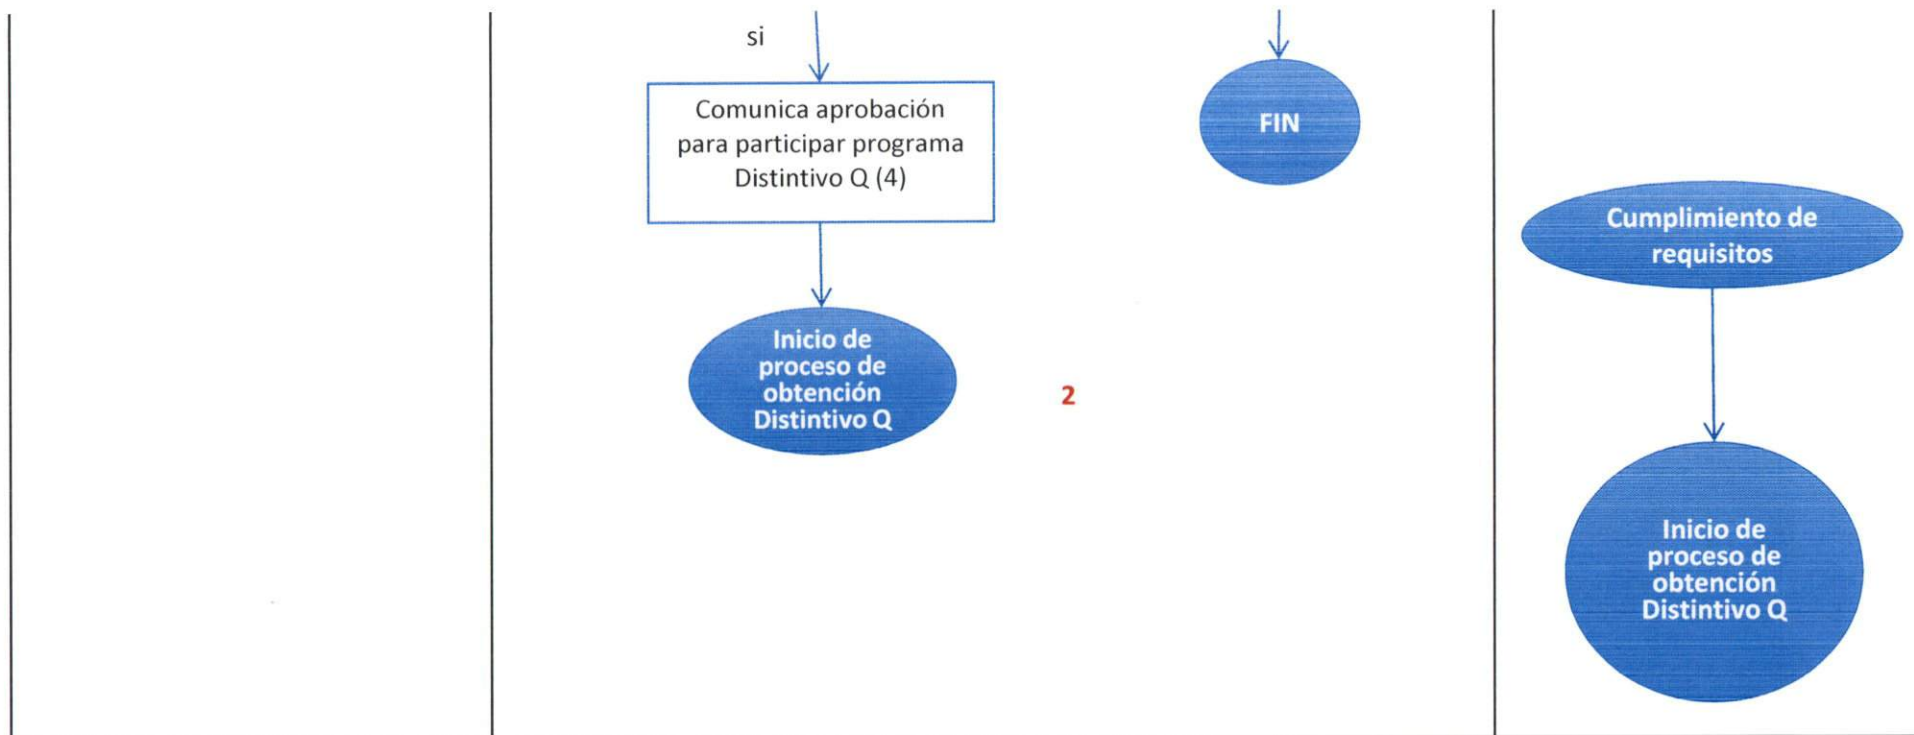 si
Comunica aprobación
para participar programa
Distintivo Q (4)
Inicio de
proceso de
obtención
Distintivo Q
2
FIN
Cumplimiento de
requisitos
Inicio de
proceso de
obtención
Distintivo Q